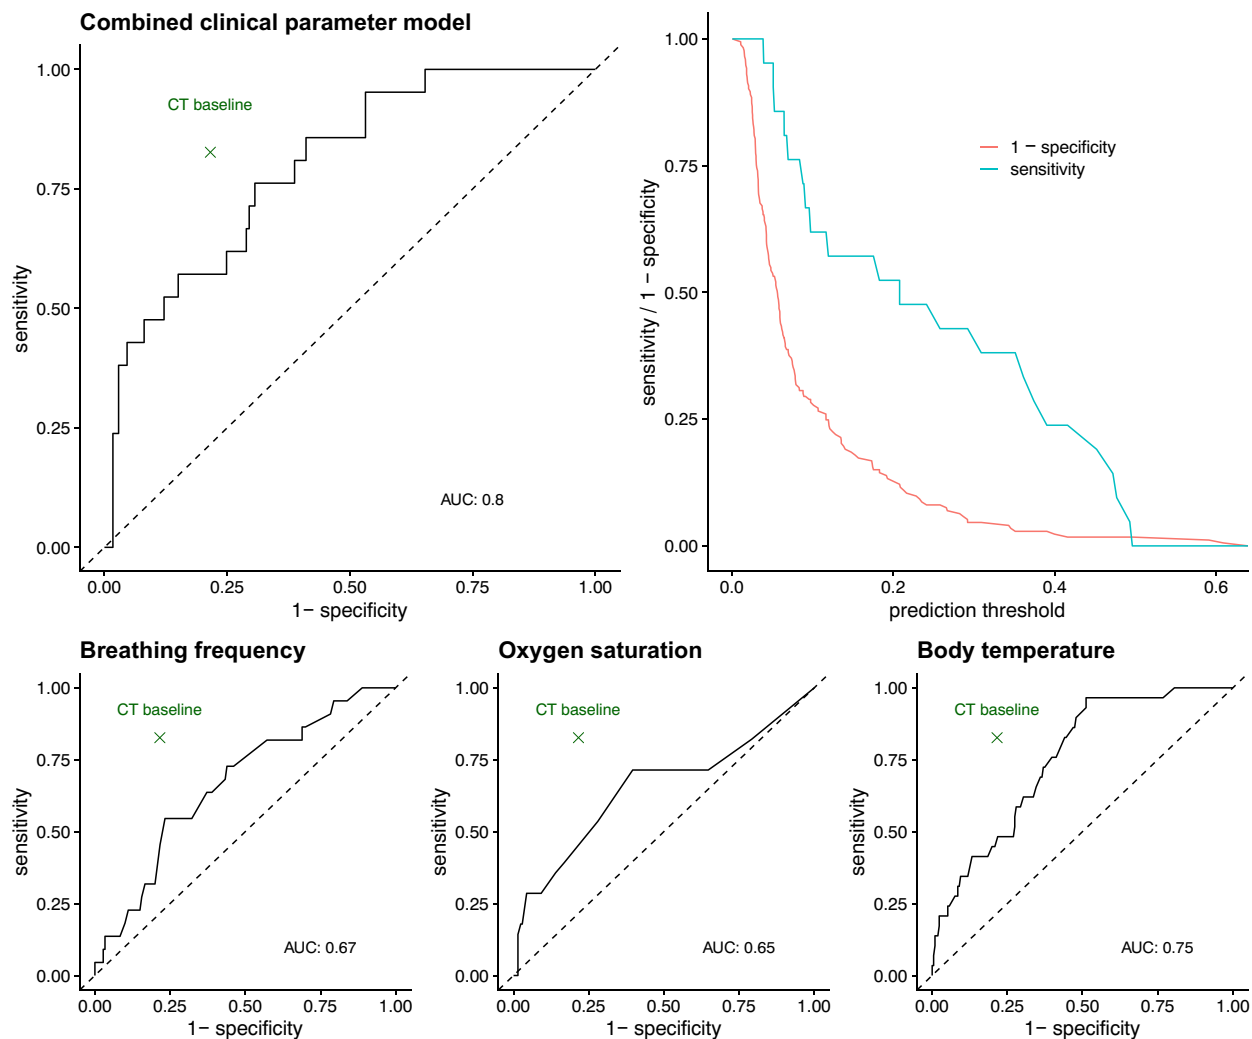 Combined clinical parameter model
1.00
0.75
0.50
0.25
0.00
sensitivity
CT baseline
AUC: 0.8
0.00 0.25 0.50 0.75 1.00
1− specificity
1.00
0.75
0.50
0.25
0.00
sensitivity / 1 − specificity
1 − specificity
sensitivity
0.0 0.2 0.4 0.6
prediction threshold
Breathing frequency
1.00
0.75
0.50
0.25
0.00
sensitivity
CT baseline
AUC: 0.67
0.00 0.25 0.50 0.75 1.00
1− specificity
Oxygen saturation
1.00
0.75
0.50
0.25
0.00
sensitivity
CT baseline
AUC: 0.65
0.00 0.25 0.50 0.75 1.00
1− specificity
Body temperature
1.00
0.75
0.50
0.25
0.00
sensitivity
CT baseline
AUC: 0.75
0.00 0.25 0.50 0.75 1.00
1− specificity